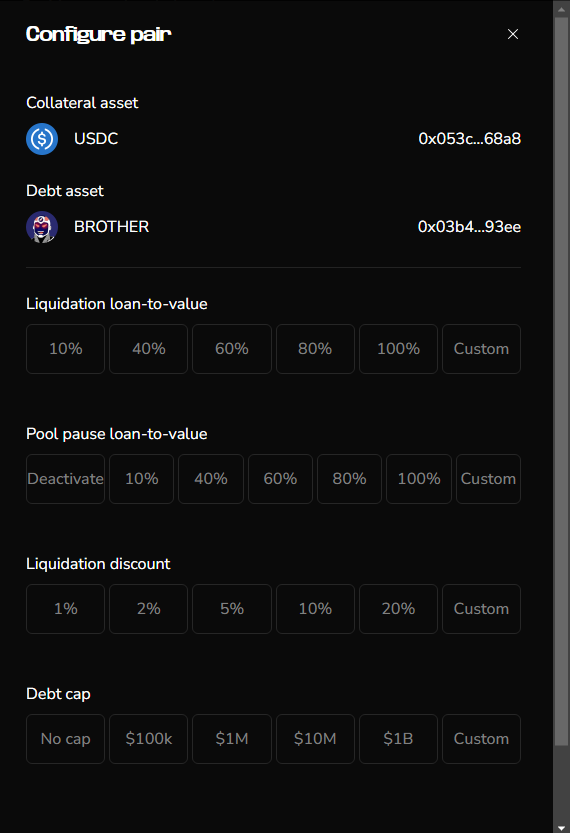 Configure pair
Collateral asset
USDC 0x053c...68a8
Debt asset
BROTHER 0x03b4...93ee
Liquidation loan-to-value
10% 40% 60% 80% 100% Custom
Pool pause loan-to-value
Deactivate 10% 40% 60% 80% 100% Custom
Liquidation discount
1% 2% 5% 10% 20% Custom
Debt cap
No cap $100k $1M $10M $1B Custom